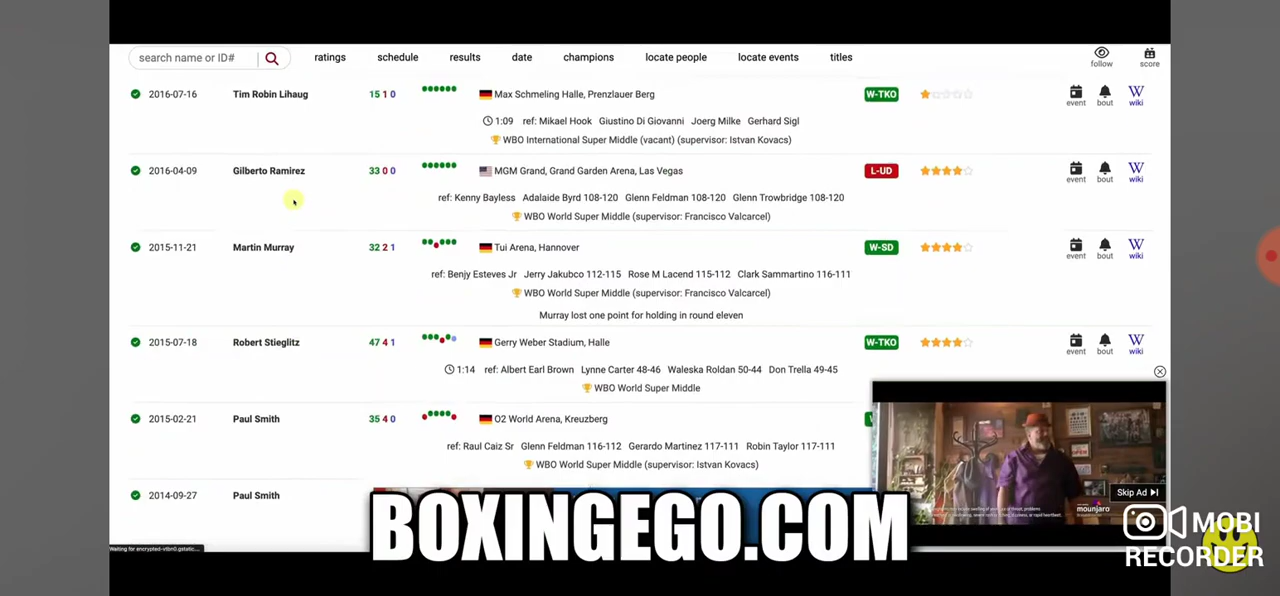 search name or ID# ratings schedule results date champions locate people locate events titles follow score
2016-07-16 Tim Robin Lihaug 15 1 0 Max Schmeling Halle, Prenzlauer Berg W-TKO event bout W wiki
1:09 ref: Mikael Hook Giustino Di Giovanni Joerg Milke Gerhard Sigl
WBO International Super Middle (vacant) (supervisor: Istvan Kovacs)
2016-04-09 Gilberto Ramirez 33 0 0 MGM Grand, Grand Garden Arena, Las Vegas L-UD event bout W wiki
ref: Kenny Bayless Adalaide Byrd 108-120 Glenn Feldman 108-120 Glenn Trowbridge 108-120
WBO World Super Middle (supervisor: Francisco Valcarcel)
2015-11-21 Martin Murray 32 2 1 Tui Arena, Hannover W-SD event bout W wiki
ref: Benjy Esteves Jr Jerry Jakubco 112-115 Rose M Lacend 115-112 Clark Sammartino 116-111
WBO World Super Middle (supervisor: Francisco Valcarcel)
Murray lost one point for holding in round eleven
2015-07-18 Robert Stieglitz 47 4 1 Gerry Weber Stadium, Halle W-TKO event bout W wiki
1:14 ref: Albert Earl Brown Lynne Carter 48-46 Waleska Roldan 50-44 Don Trella 49-45
WBO World Super Middle
2015-02-21 Paul Smith 35 4 0 O2 World Arena, Kreuzberg
ref: Raul Caiz Sr Glenn Feldman 116-112 Gerardo Martinez 117-111 Robin Taylor 117-111
WBO World Super Middle (supervisor: Istvan Kovacs)
2014-09-27 Paul Smith
Skip Ad
mounjaro
BOXINGEGO.COM
MOBI
RECORDER